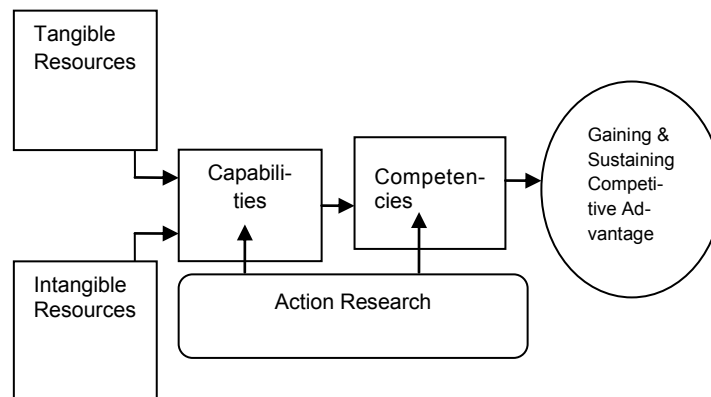 Tangible
Resources
Capabili-
ties
Competen-
cies
Gaining &
Sustaining
Competi-
tive Ad-
vantage
Intangible
Resources
Action Research